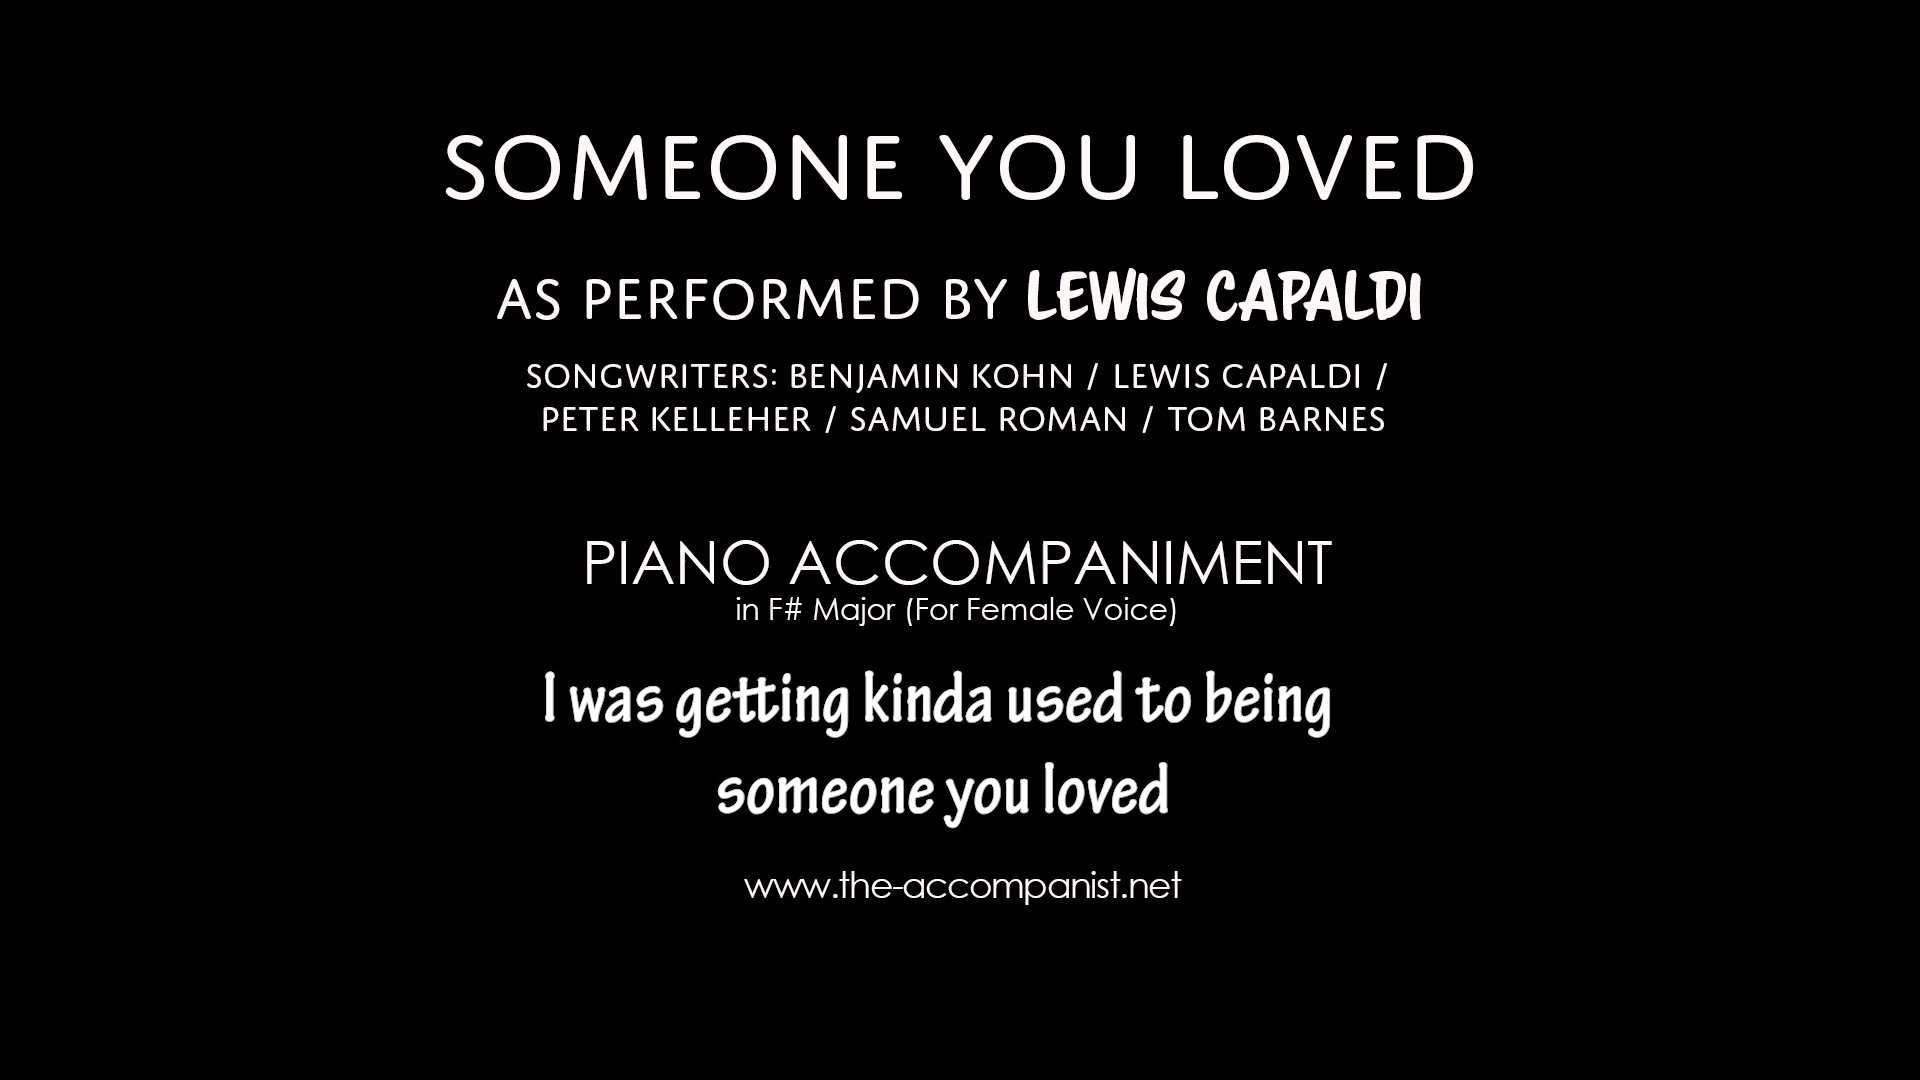 SOMEONE YOU LOVED
AS PERFORMED BY LEWIS CAPALDI
SONGWRITERS: BENJAMIN KOHN / LEWIS CAPALDI /
PETER KELLEHER / SAMUEL ROMAN / TOM BARNES
PIANO ACCOMPANIMENT
in F# Major (For Female Voice)
I was getting kinda used to being
someone you loved
www.the-accompanist.net